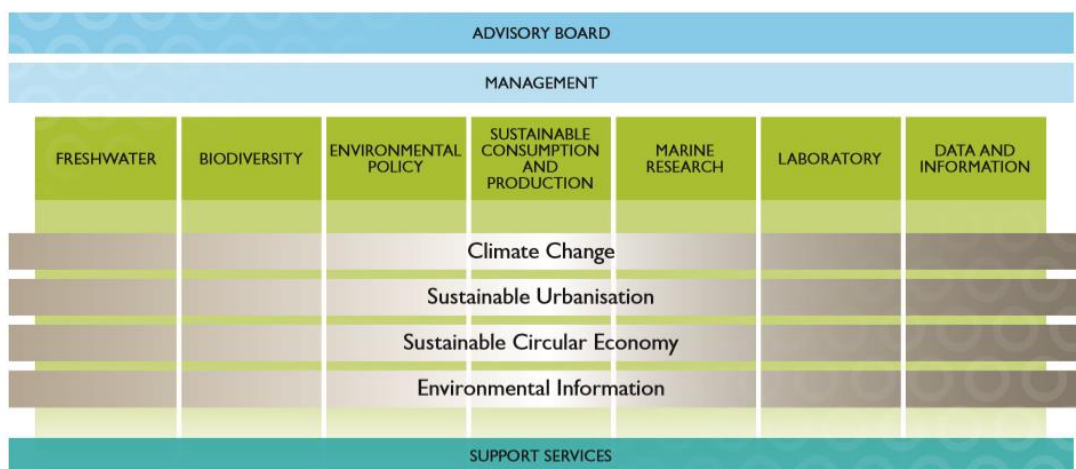 ADVISORY BOARD
MANAGEMENT
FRESHWATER
BIODIVERSITY
ENVIRONMENTAL
POLICY
SUSTAINABLE
CONSUMPTION
AND
PRODUCTION
MARINE
RESEARCH
LABORATORY
DATA AND
INFORMATION
Climate Change
Sustainable Urbanisation
Sustainable Circular Economy
Environmental Information
SUPPORT SERVICES